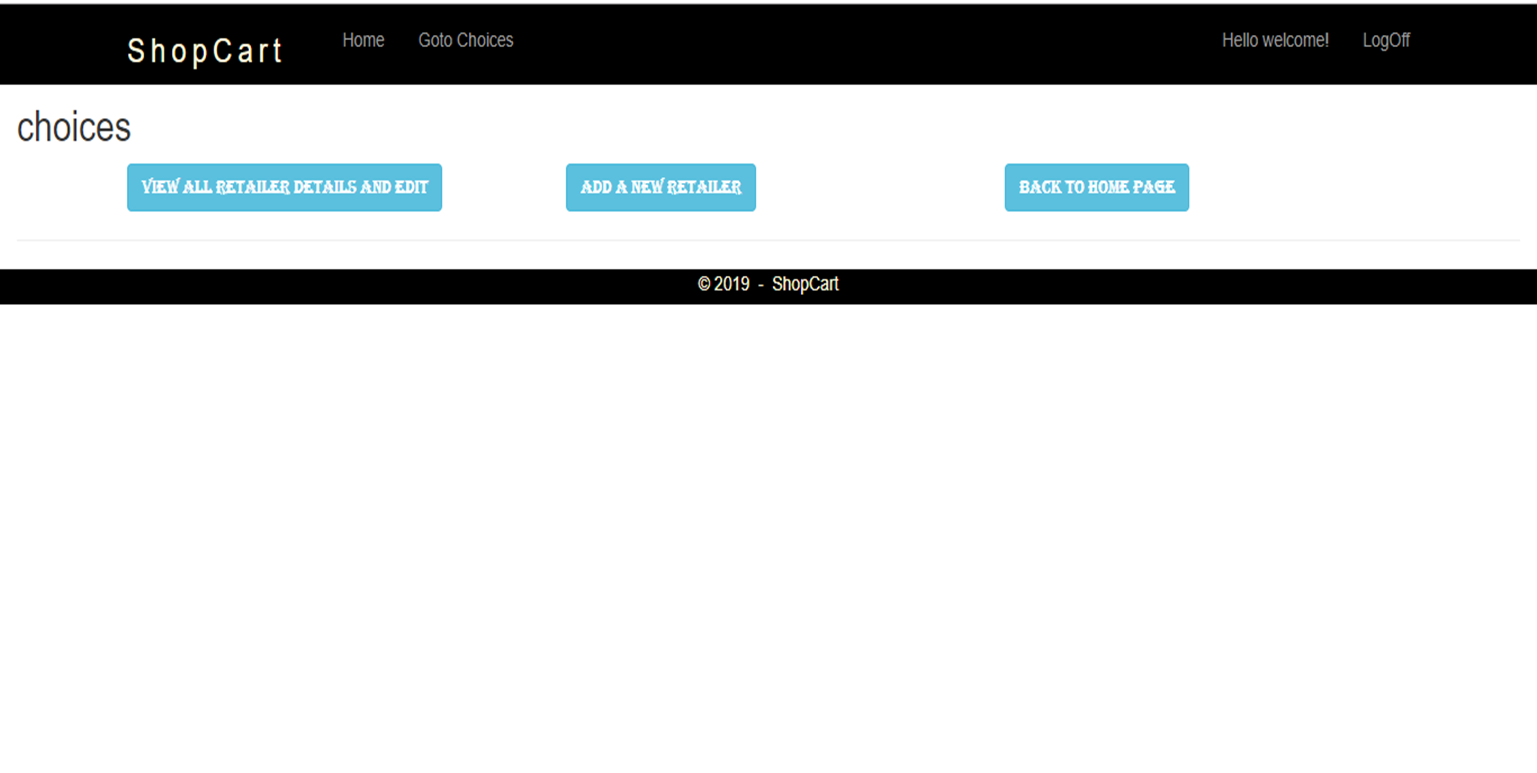 ShopCart Home Goto Choices Hello welcome! LogOff
choices
VIEW ALL RETAILER DETAILS AND EDIT ADD A NEW RETAILER BACK TO HOME PAGE
© 2019 - ShopCart